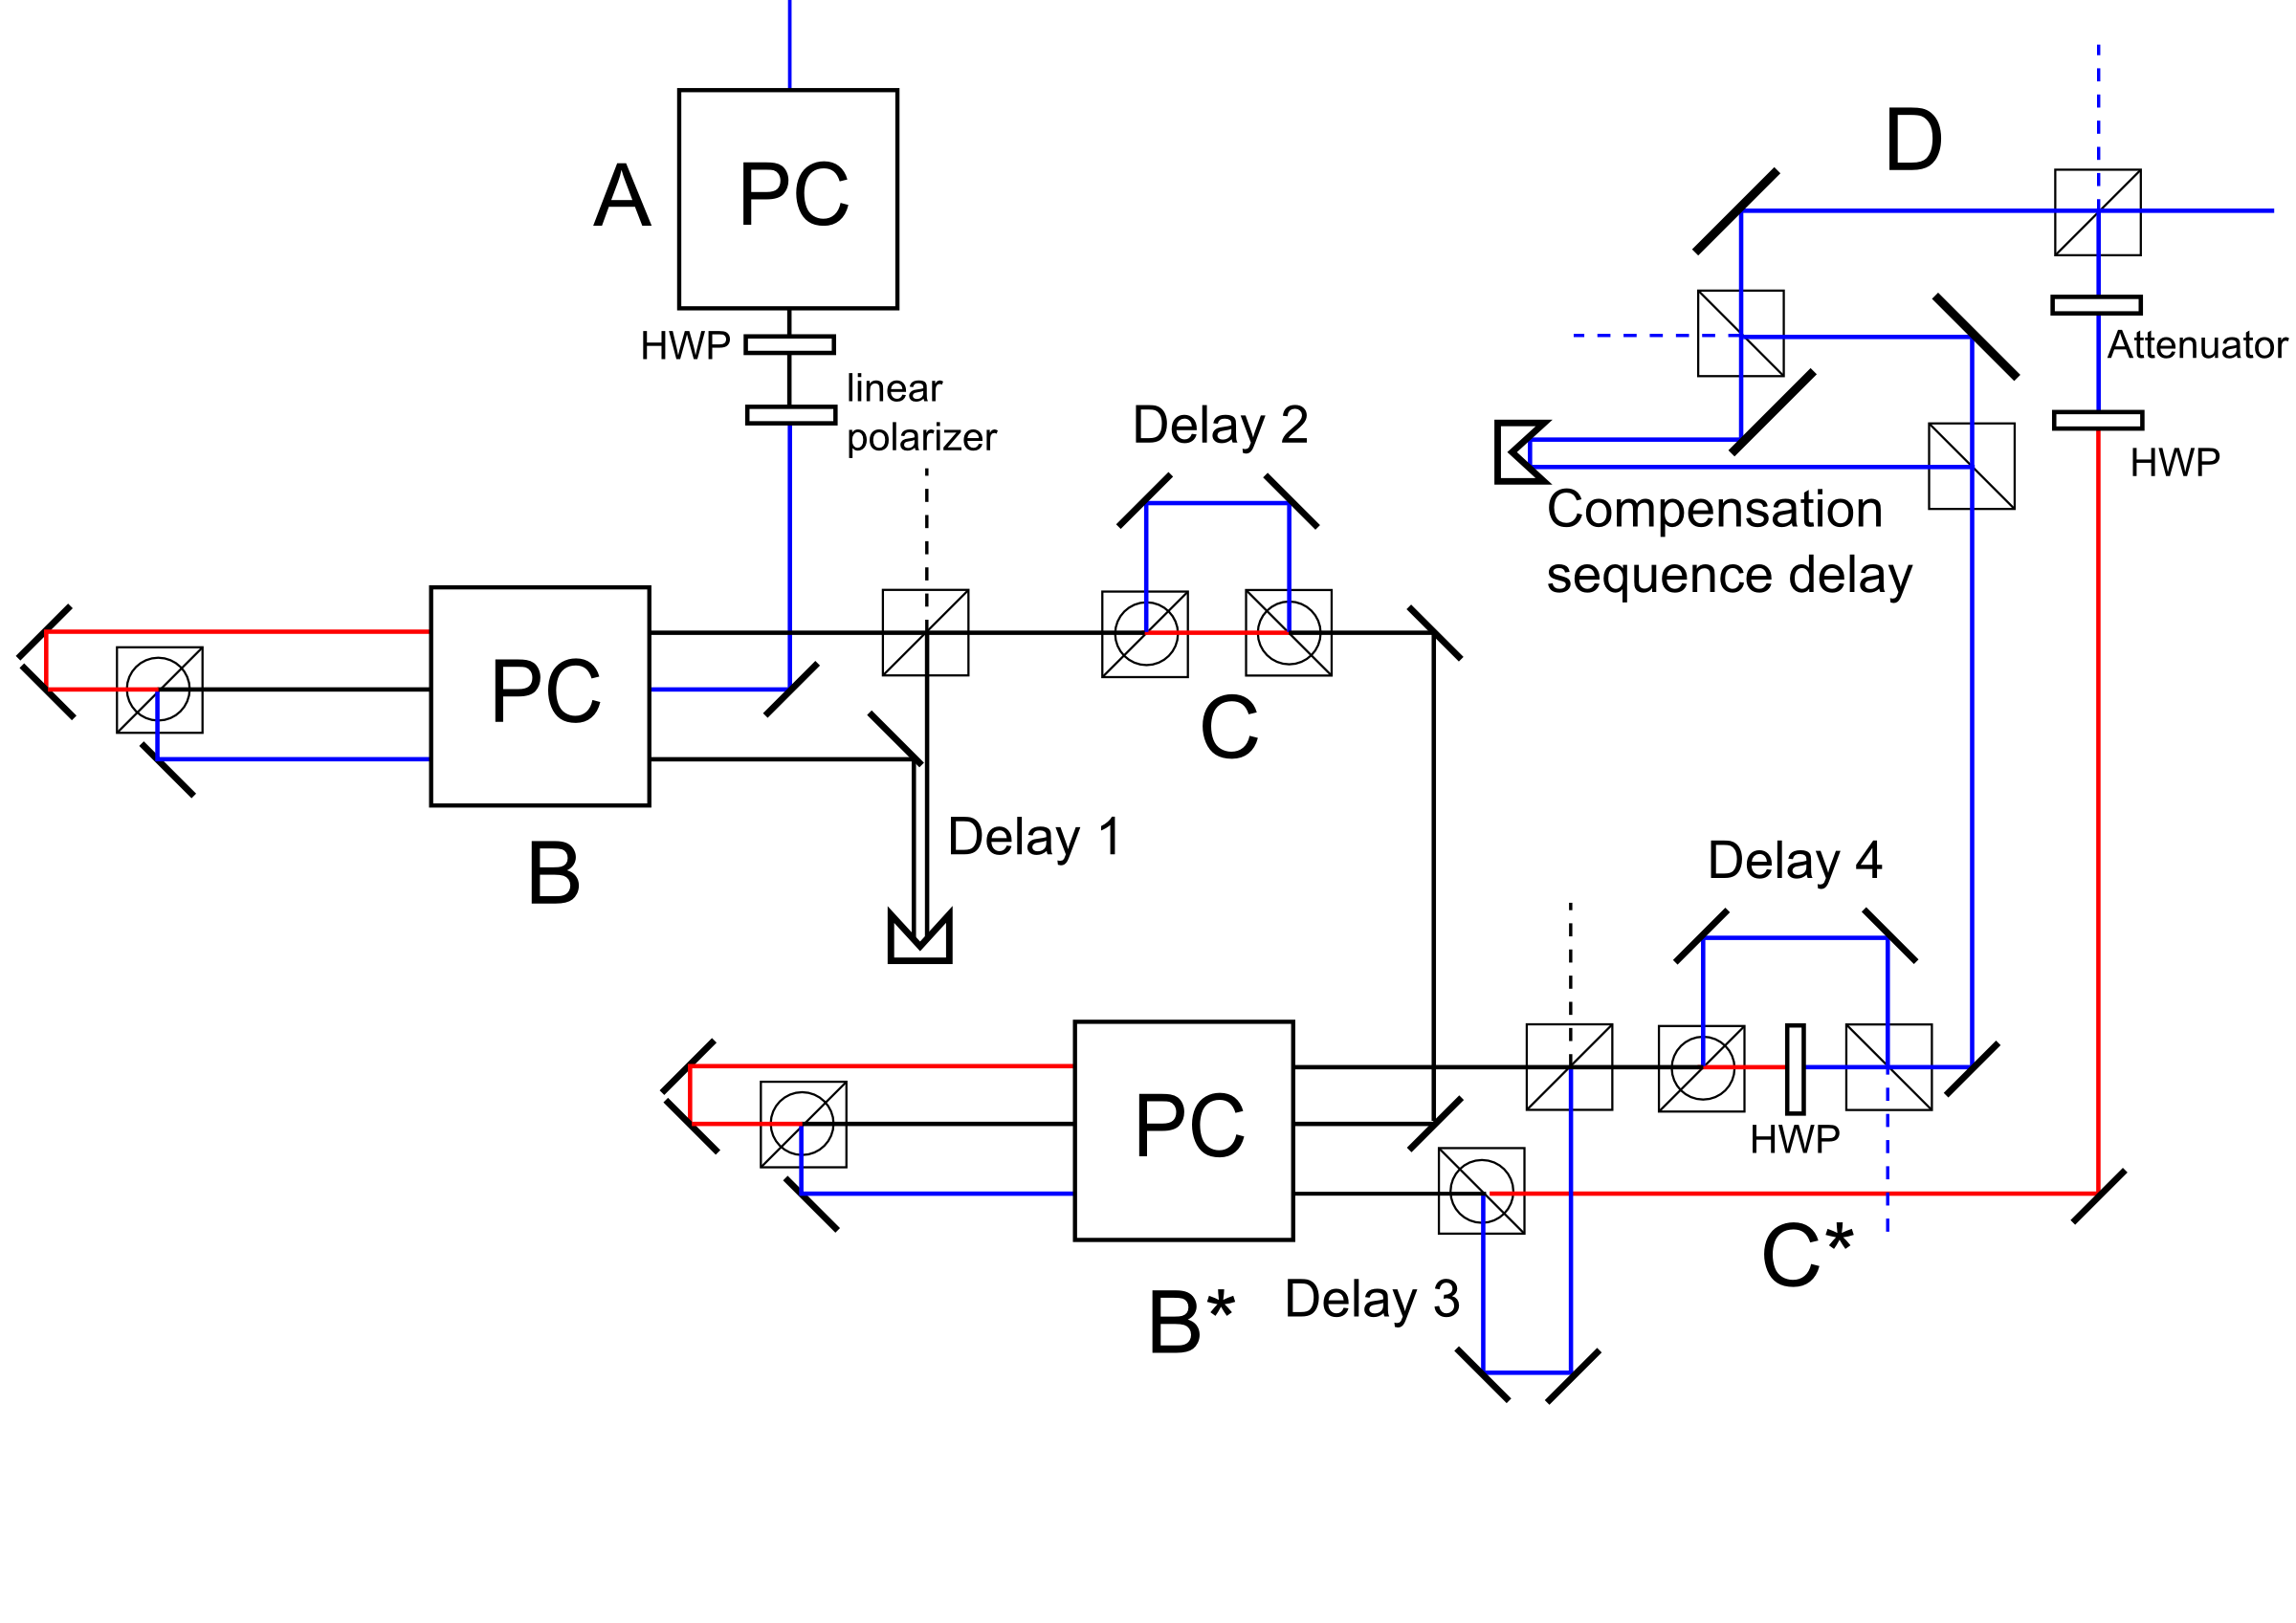 A
PC
HWP
linear
polarizer
D
Attenuator
HWP
Delay 2
Compensation
sequence delay
PC
B
C
Delay 1
Delay 4
PC
HWP
B*
Delay 3
C*